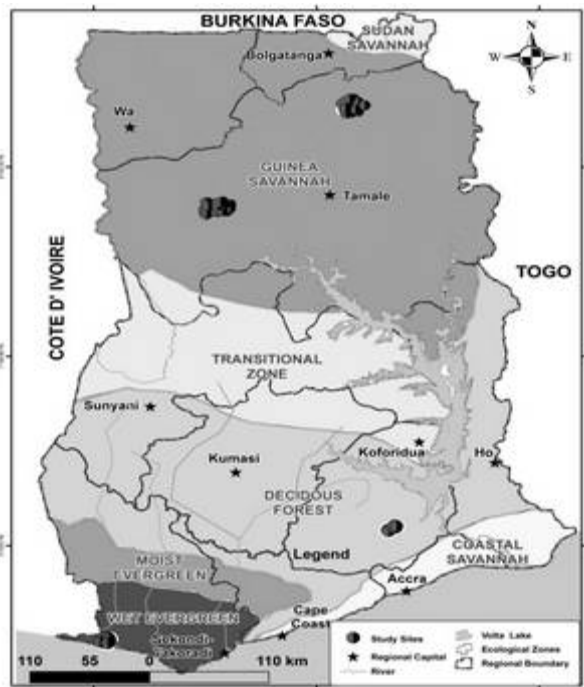 BURKINA FASO
SUDAN
SAVANNAH
N
W
E
S
Bolgatanga
Wa
GUINEA
SAVANNAH
Tamale
COTE D' IVOIRE
TOGO
TRANSITIONAL
ZONE
Sunyani
Koforidua
Kumasi
Ho
DECIDOUS
FOREST
Legend
MOIST
EVERGREEN
COASTAL
SAVANNAH
Accra
WET EVERGREEN
Cape
Coast
Sekondi-
Takoradi
110 55 0 110 km
Study Sites
Regional Capital
River
Volta Lake
Ecological Zones
Regional Boundary